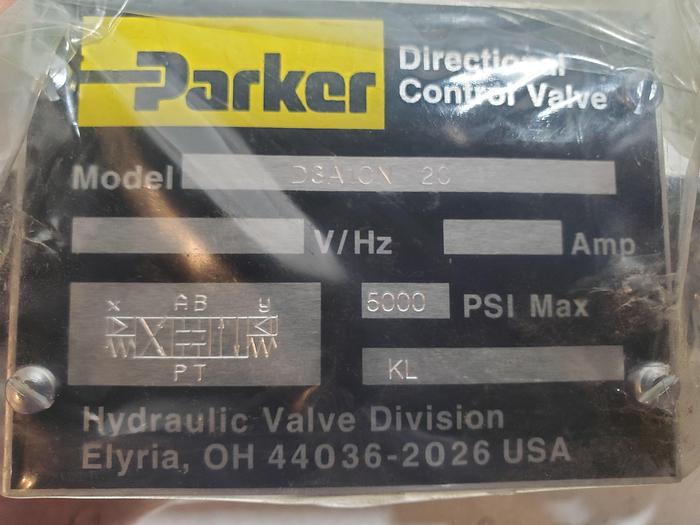 Parker
Directional
Control Valve
Model D3A1CN 20
V/Hz Amp
x AB y
PT
5000 PSI Max
KL
Hydraulic Valve Division
Elyria, OH 44036-2026 USA